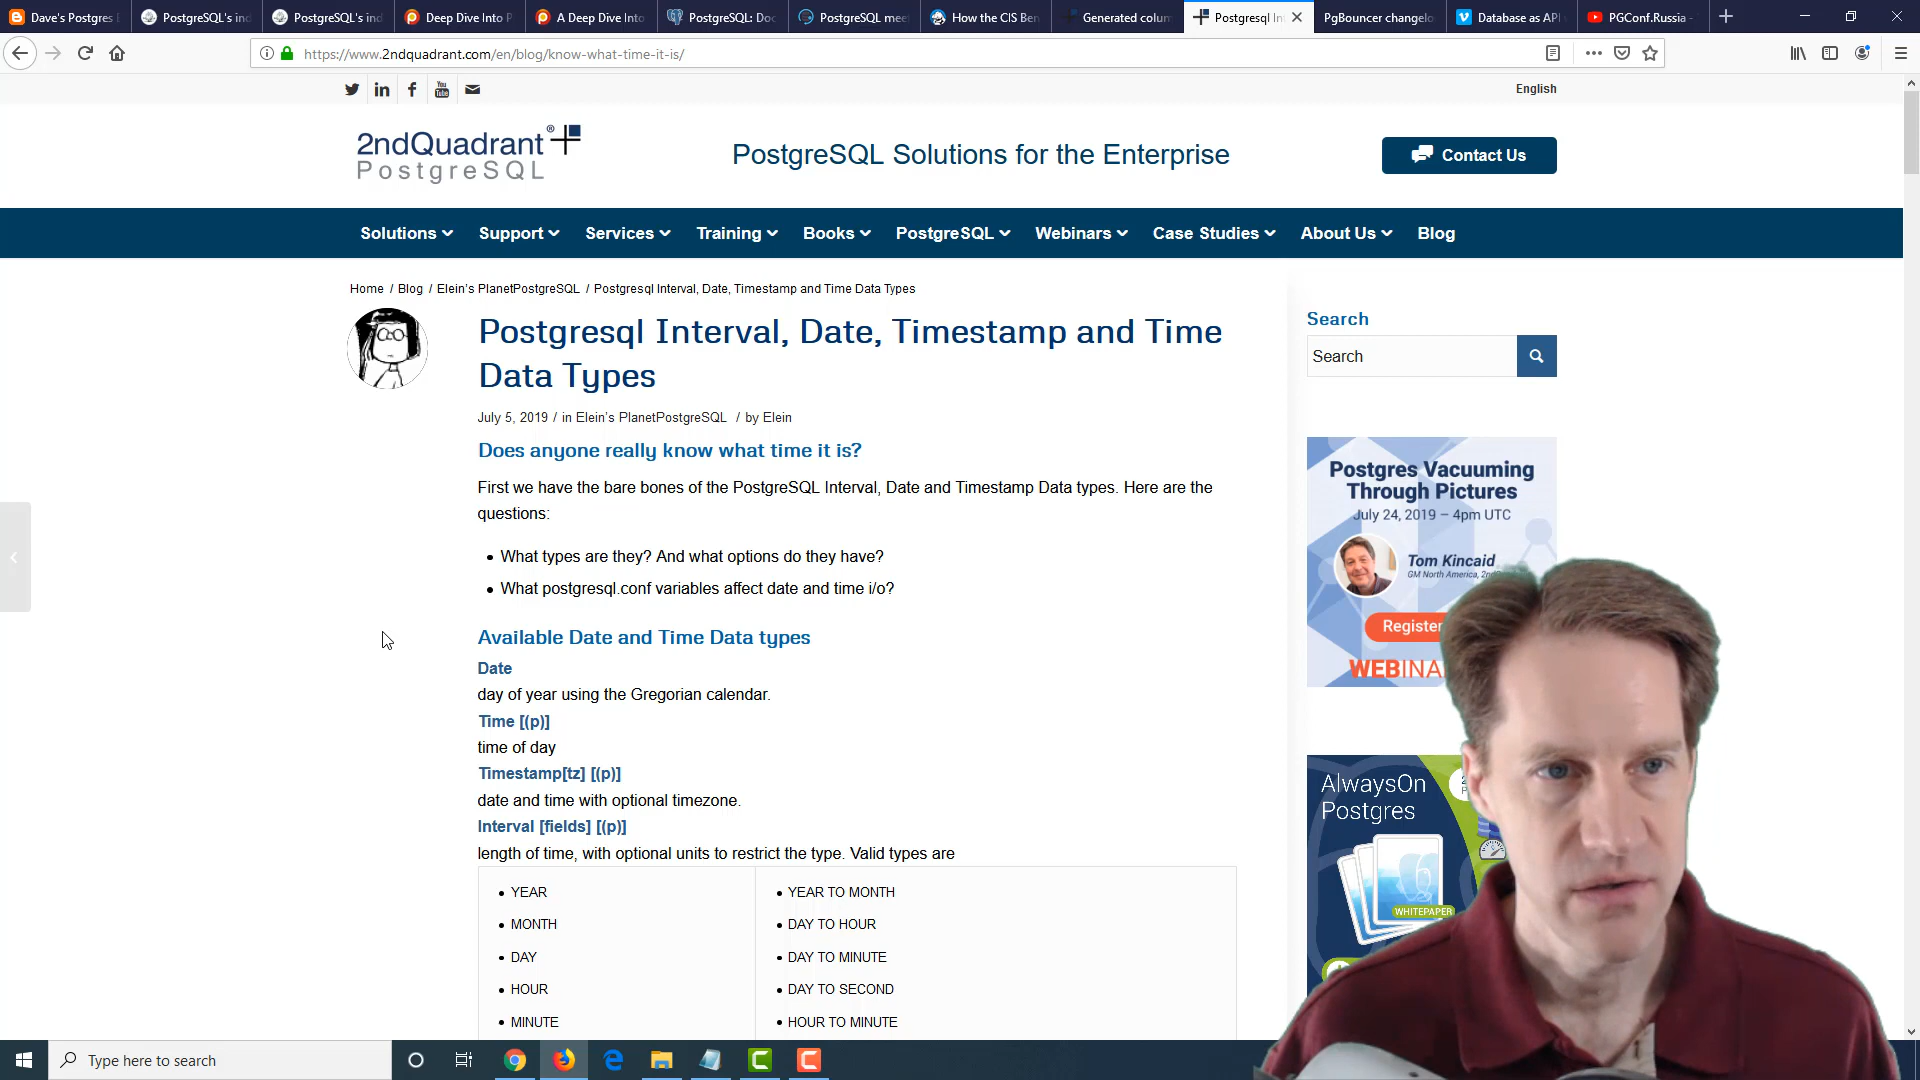 Dave's Postgres
PostgreSQL's in
PostgreSQL's in
Deep Dive Into P
A Deep Dive Into
PostgreSQL: Do
PostgreSQL mee
How the CIS Ben
Generated colu
Postgresql In
PgBouncer changelo
Database as API
PGConf.Russia -
https://www.2ndquadrant.com/en/blog/know-what-time-it-is/
You Tube
English
2ndQuadrant®
PostgreSQL
PostgreSQL Solutions for the Enterprise
Contact Us
Solutions Support Services Training Books PostgreSQL Webinars Case Studies About Us Blog
Home / Blog / Elein's PlanetPostgreSQL / Postgresql Interval, Date, Timestamp and Time Data Types
Postgresql Interval, Date, Timestamp and Time
Data Types
July 5, 2019 / in Elein's PlanetPostgreSQL / by Elein
Does anyone really know what time it is?
First we have the bare bones of the PostgreSQL Interval, Date and Timestamp Data types. Here are the
questions:
• What types are they? And what options do they have?
• What postgresql.conf variables affect date and time i/o?
Available Date and Time Data types
Date
day of year using the Gregorian calendar.
Time [(p)]
time of day
Timestamp[tz] [(p)]
date and time with optional timezone.
Interval [fields] [(p)]
length of time, with optional units to restrict the type. Valid types are
• YEAR
• MONTH
• DAY
• HOUR
• MINUTE
• YEAR TO MONTH
• DAY TO HOUR
• DAY TO MINUTE
• DAY TO SECOND
• HOUR TO MINUTE
Search
Search
Postgres Vacuuming
Through Pictures
July 24, 2019 – 4pm UTC
Tom Kincaid
GM North America,
Register
WEBINA
AlwaysOn
Postgres
WHITEPAPER
Type here to search